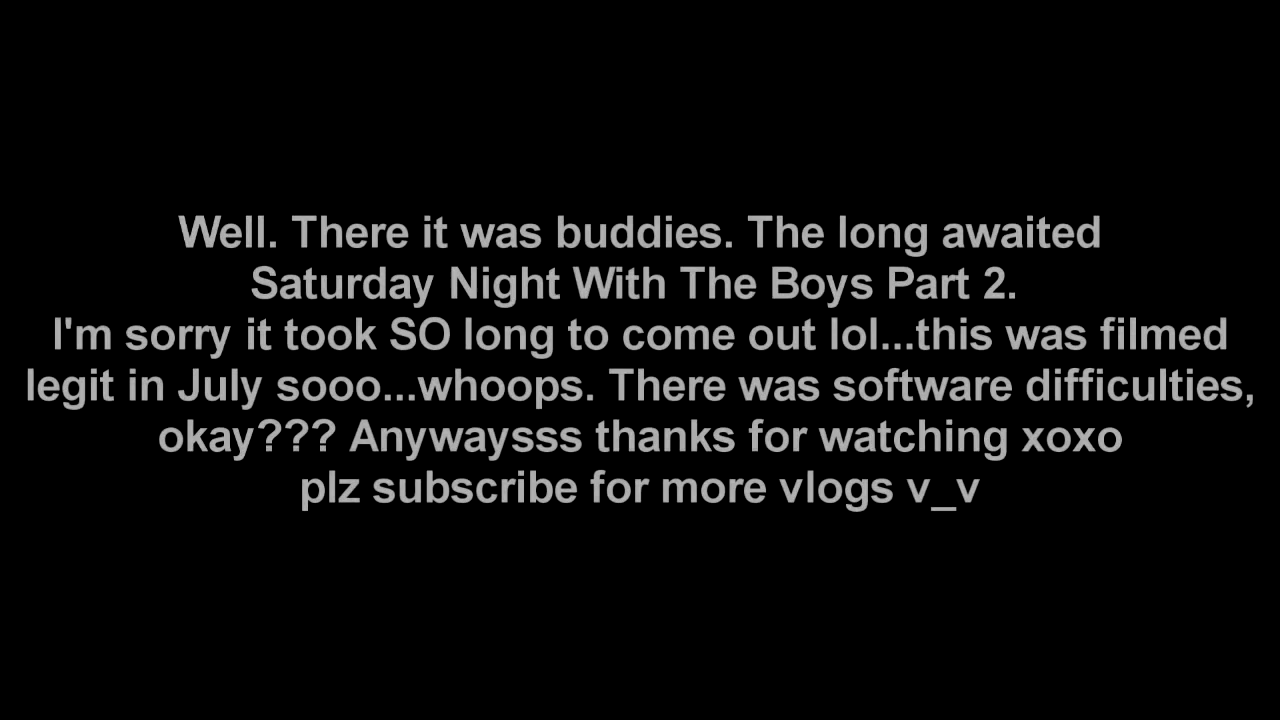 Well. There it was buddies. The long awaited
Saturday Night With The Boys Part 2.
I'm sorry it took SO long to come out lol...this was filmed
legit in July sooo...whoops. There was software difficulties,
okay??? Anywaysss thanks for watching xoxo
plz subscribe for more vlogs v_v